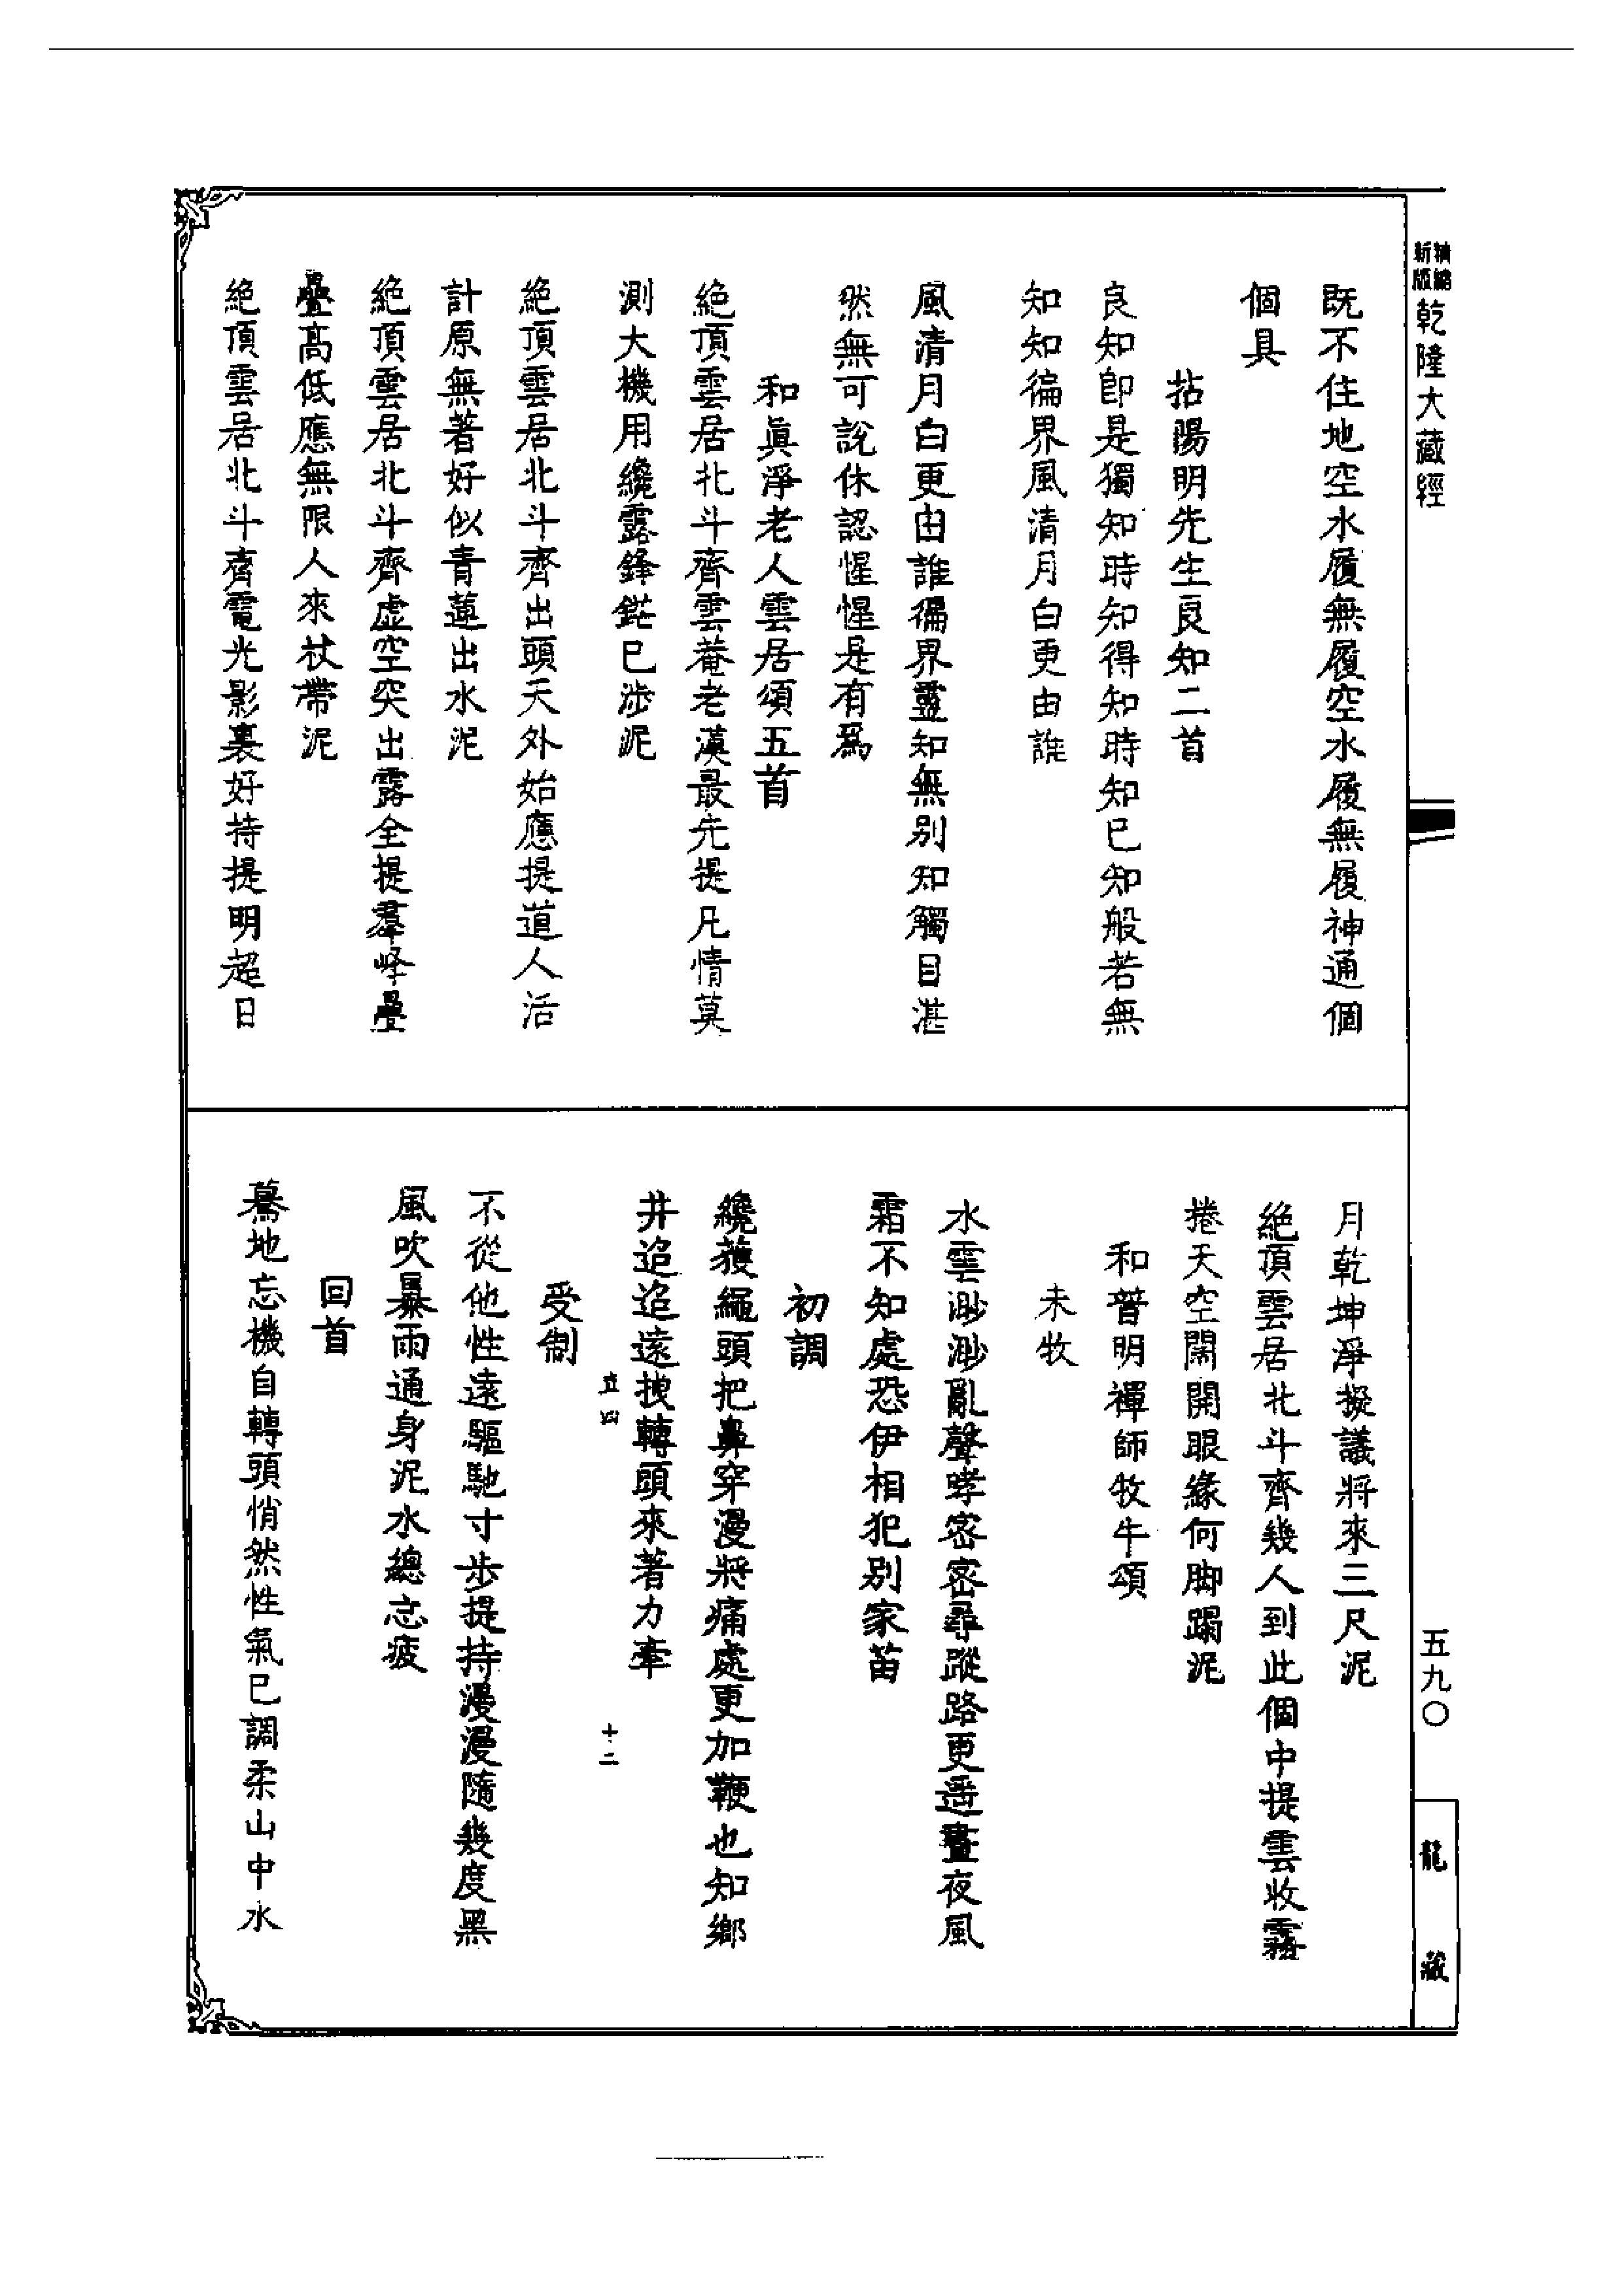 精縮新版乾隆大藏經
既不住地空水履無履空水履無履神通個
個具
拈陽明先生良知二首
良知即是獨知時知得知時知已知般若無
知知徧界風清月白更由誰
風清月白更由誰徧界靈知無别知觸目湛
然無可說休認惺惺是有爲
和眞淨老人雲居頌五首
絶頂雲居北斗齊雲菴老漢最先提凡情莫
測大機用纔露鋒鋩已涉泥
絶頂雲居北斗齊出頭天外始應提道人活
計原無著好似青蓮出水泥
絶頂雲居北斗齊虛空突出露全提羣峰疊
疊高低應無限人來杖帶泥
絶頂雲居北斗齊電光影裏好持提明超日
月乾坤淨擬議將來三尺泥
絶頂雲居北斗齊幾人到此個中提雲收霧
捲天空闊開眼緣何脚蹋泥
和普明禪師牧牛頌
未牧
水雲渺渺亂聲哮密密尋蹤路更遥晝夜風
霜不知處恐伊相犯别家苗
初調
纔獲繩頭把鼻穿漫將痛處更加鞭也知鄉
井迢迢遠拽轉頭來著力牽
五四
十二
受制
不從他性遠驅馳寸步提持漫漫隨幾度黑
風吹暴雨通身泥水總忘疲
回首
驀地忘機自轉頭悄然性氣已調柔山中水
五九〇
龍藏